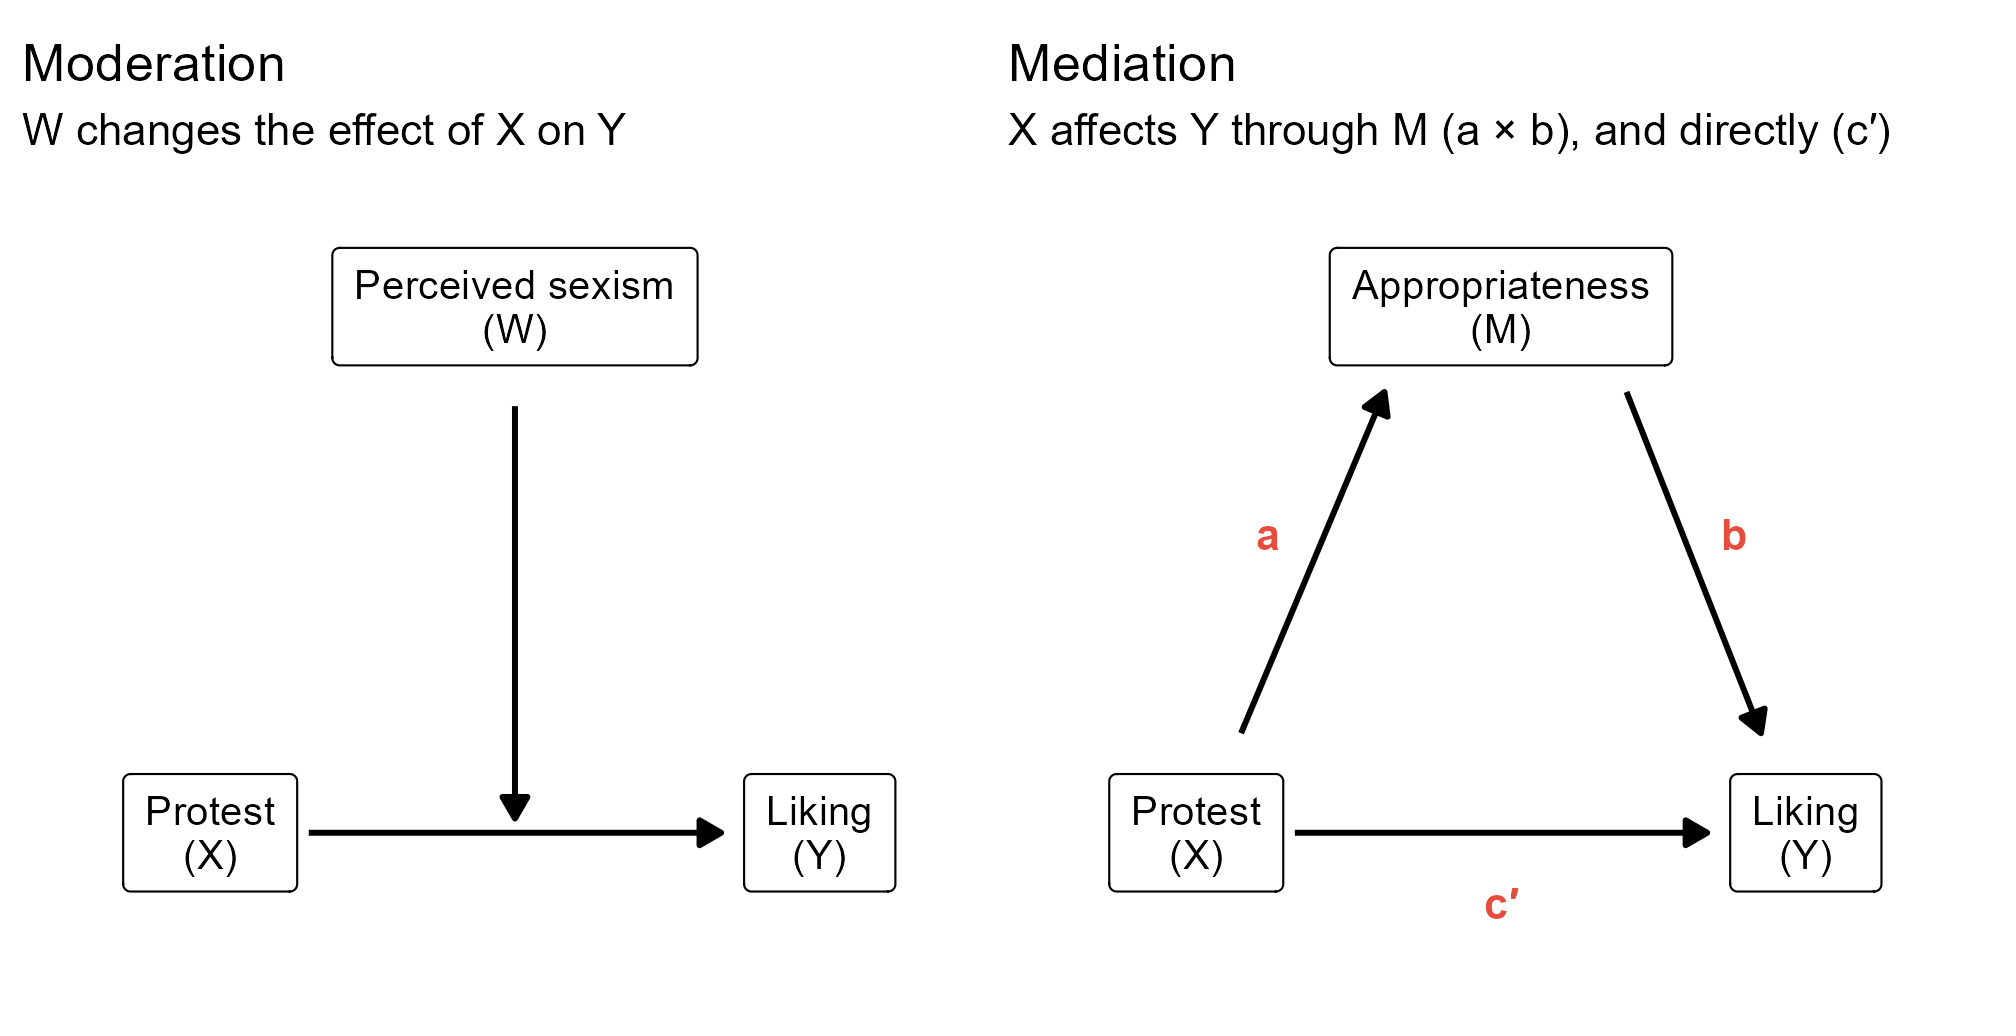 Moderation
W changes the effect of X on Y
Perceived sexism
(W)
Protest
(X)
Liking
(Y)
Mediation
X affects Y through M (a × b), and directly (c′)
Appropriateness
(M)
a
b
Protest
(X)
Liking
(Y)
c′